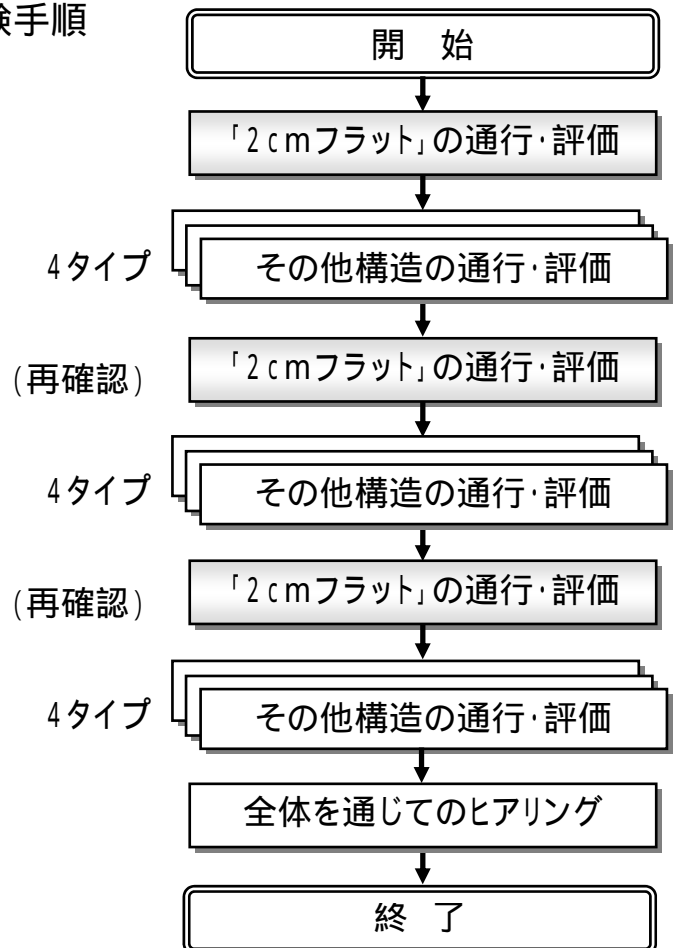 験手順
開 始
「2cmフラット」の通行・評価
4タイプ
その他構造の通行・評価
(再確認)
「2cmフラット」の通行・評価
4タイプ
その他構造の通行・評価
(再確認)
「2cmフラット」の通行・評価
4タイプ
その他構造の通行・評価
全体を通じてのヒアリング
終 了